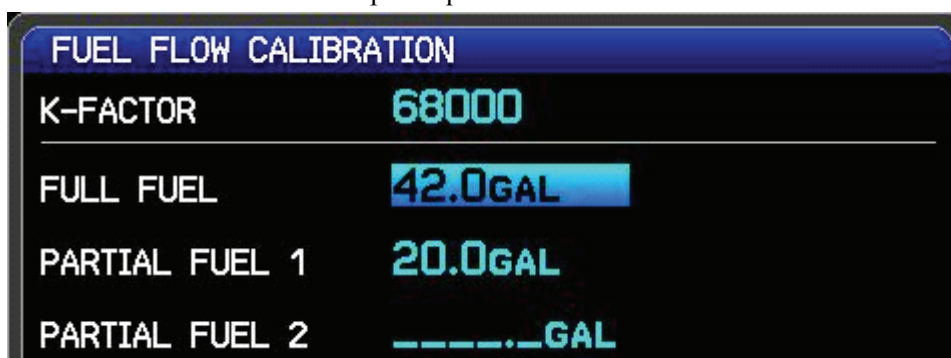 FUEL FLOW CALIBRATION
K-FACTOR 68000
FULL FUEL 42.0GAL
PARTIAL FUEL 1 20.0GAL
PARTIAL FUEL 2 ____._GAL